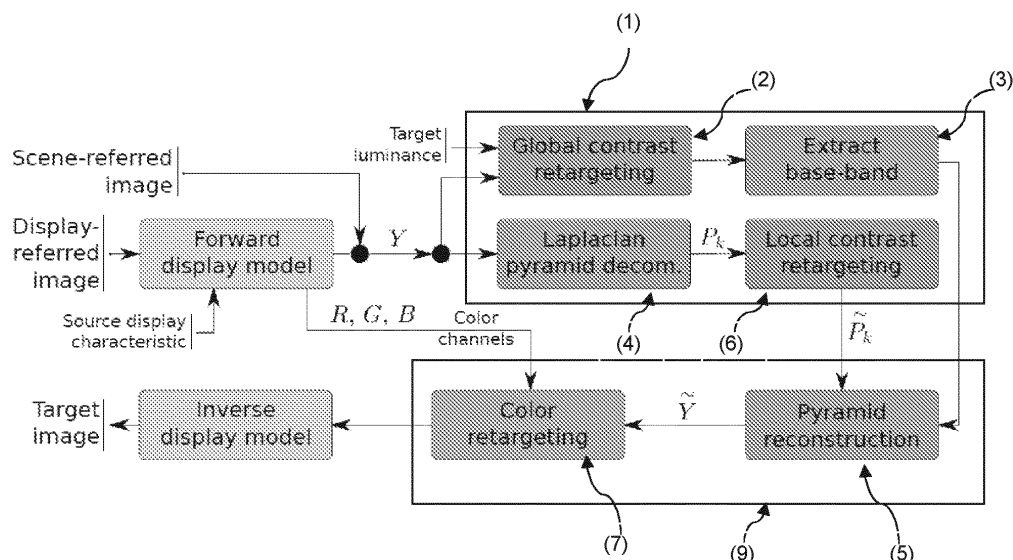 (1)
(2)
(3)
Target
luminance
Global contrast
retargeting
Extract
base-band
Scene-referred
image
Display-
referred
image
Forward
display model
Y
Laplacian
pyramid decom.
P_k
Local contrast
retargeting
Source display
characteristic
R, G, B
Color
channels
(4)
(6)
P̃_k
Target
image
Inverse
display model
Color
retargeting
Ỹ
Pyramid
reconstruction
(7)
(9)
(5)